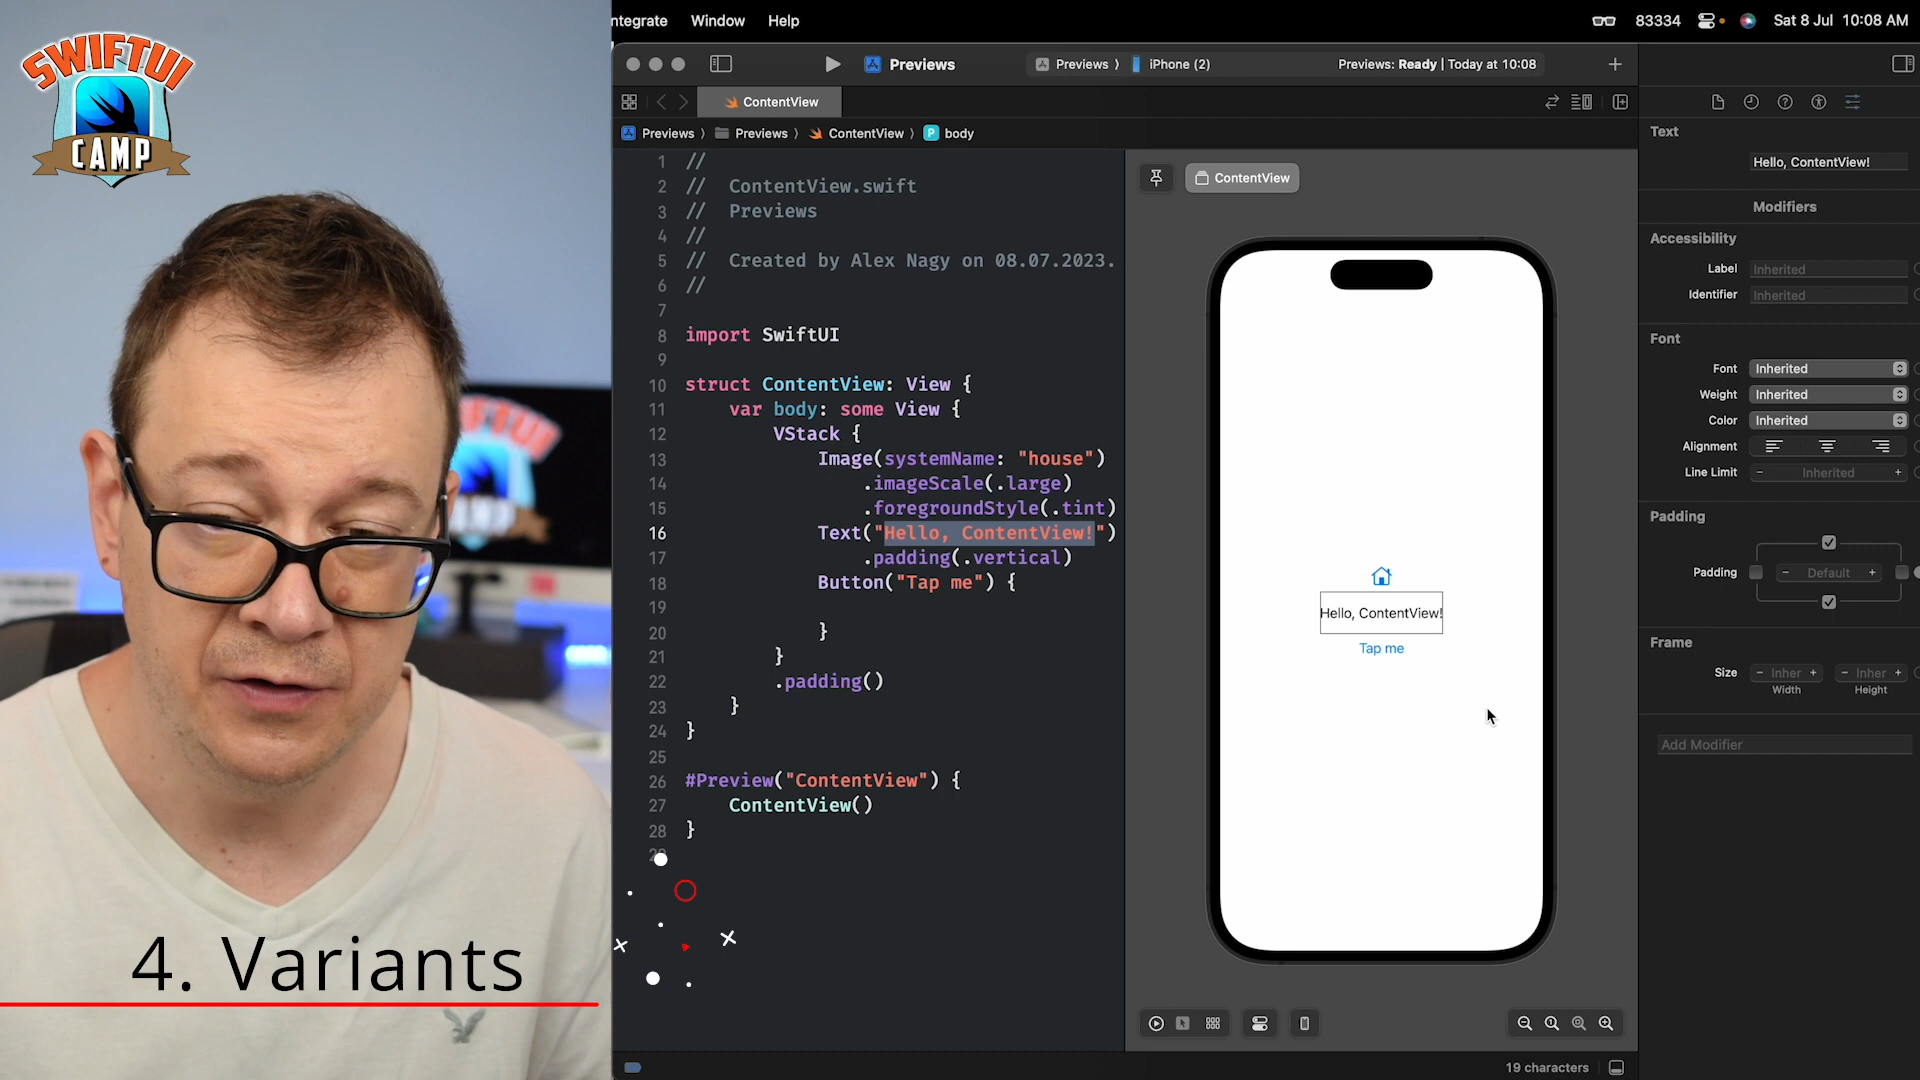 SWIFTUI
CAMP
SWIFTUI
4. Variants
ntegrate Window Help
83334 Sat 8 Jul 10:08 AM
Previews
Previews 〉 iPhone (2)
Previews: Ready | Today at 10:08
ContentView
Previews 〉 Previews 〉 ContentView 〉 P body
1 //
2 // ContentView.swift
3 // Previews
4 //
5 // Created by Alex Nagy on 08.07.2023.
6 //
7
8 import SwiftUI
9
10 struct ContentView: View {
11 var body: some View {
12 VStack {
13 Image(systemName: "house")
14 .imageScale(.large)
15 .foregroundStyle(.tint)
16 Text("Hello, ContentView!")
17 .padding(.vertical)
18 Button("Tap me") {
19
20 }
21 }
22 .padding()
23 }
24 }
25
26 #Preview("ContentView") {
27 ContentView()
28 }
ContentView
Hello, ContentView!
Tap me
19 characters
Text
Hello, ContentView!
Modifiers
Accessibility
Label Inherited
Identifier Inherited
Font
Font Inherited
Weight Inherited
Color Inherited
Alignment
Line Limit − Inherited +
Padding
Padding − Default +
Frame
Size − Inher + − Inher +
Width Height
Add Modifier